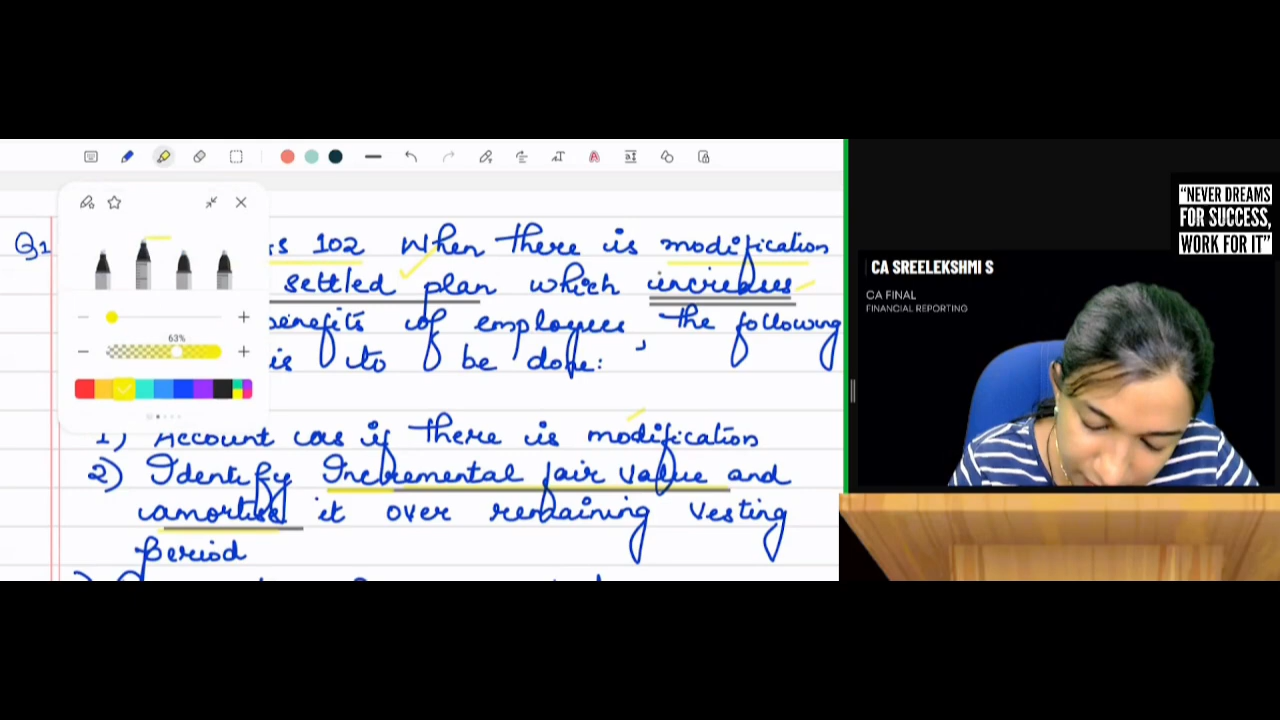 Q1
s 102 When there is modification
settled plan which increases
benefits of employees, the following
is to be done:
1) Account as if there is modification
2) Identify Incremental fair value and
amortise it over remaining vesting
period
63%
"NEVER DREAMS
FOR SUCCESS,
WORK FOR IT"
CA SREELEKSHMI S
CA FINAL
FINANCIAL REPORTING